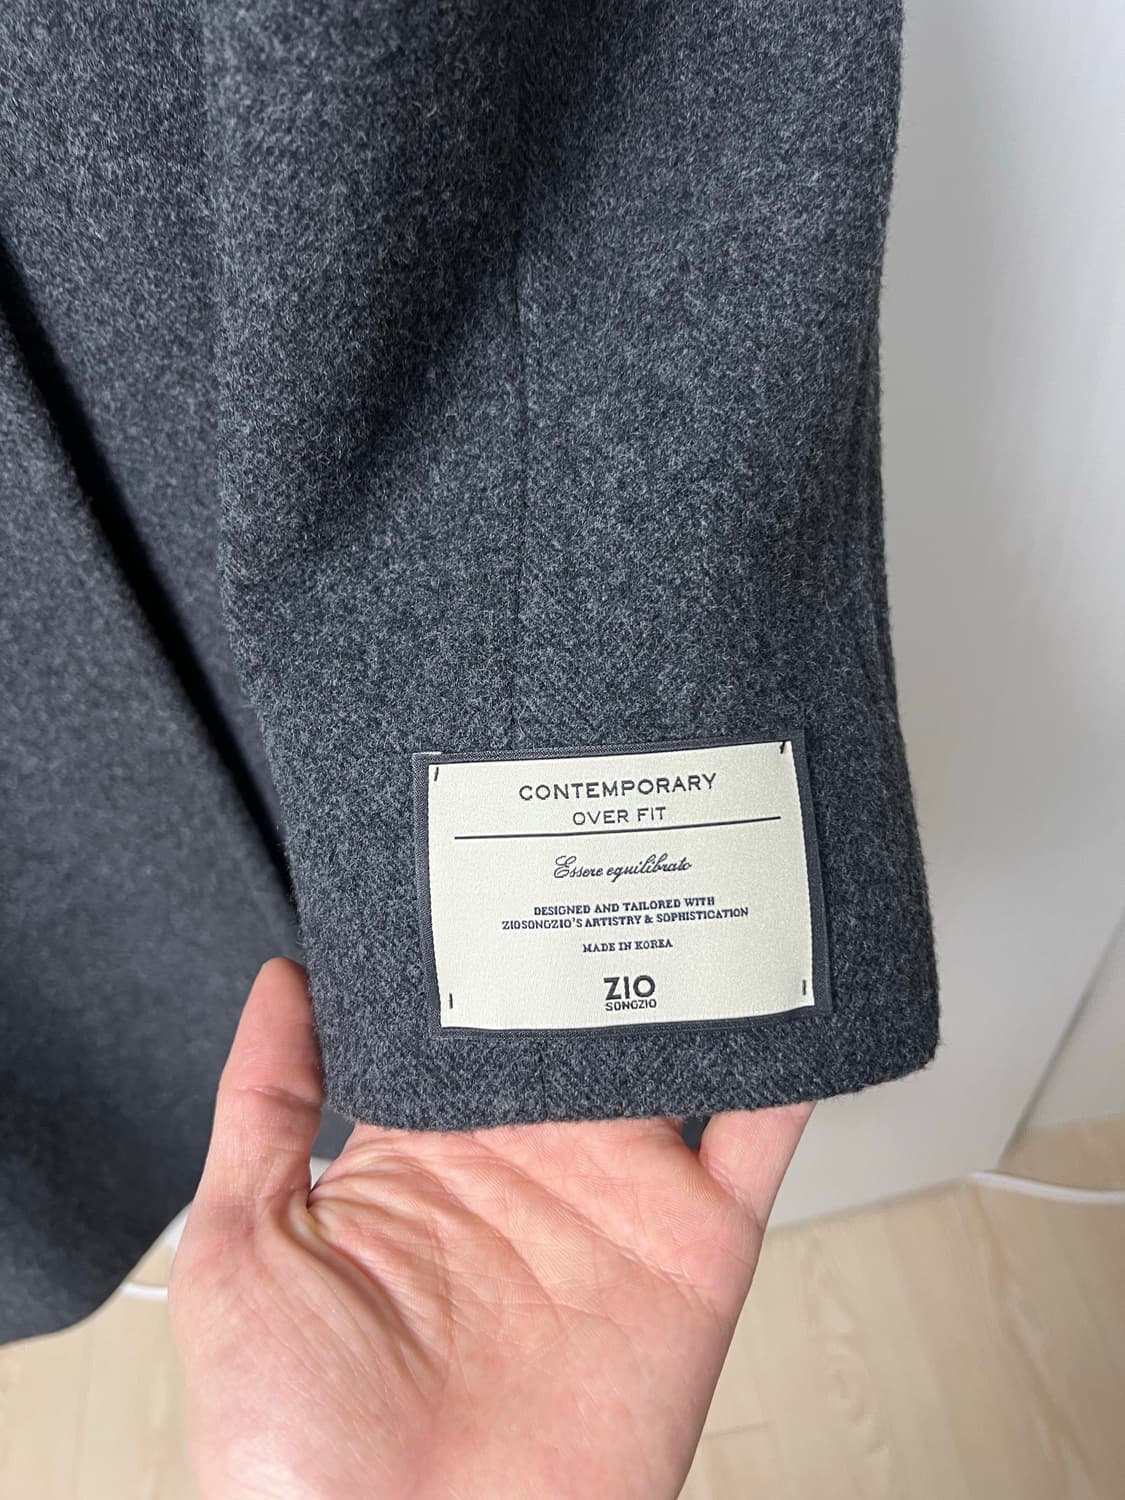 CONTEMPORARY
OVER FIT
Essere equilibrato
DESIGNED AND TAILORED WITH
ZIOSONGZIO'S ARTISTRY & SOPHISTICATION
MADE IN KOREA
ZIO
SONGZIO